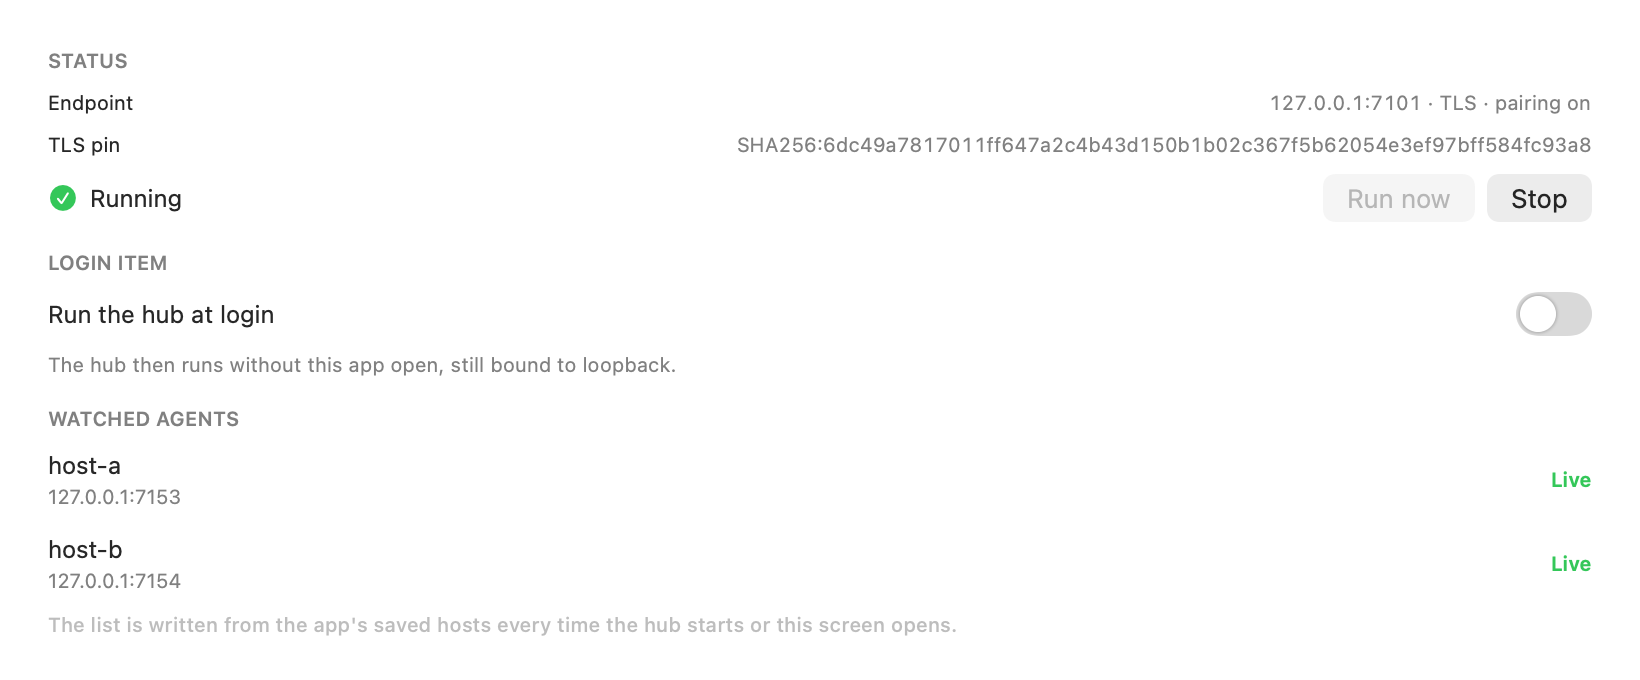 STATUS
Endpoint 127.0.0.1:7101 · TLS · pairing on
TLS pin SHA256:6dc49a7817011ff647a2c4b43d150b1b02c367f5b62054e3ef97bff584fc93a8
Running Run now Stop
LOGIN ITEM
Run the hub at login
The hub then runs without this app open, still bound to loopback.
WATCHED AGENTS
host-a
127.0.0.1:7153
Live
host-b
127.0.0.1:7154
Live
The list is written from the app's saved hosts every time the hub starts or this screen opens.